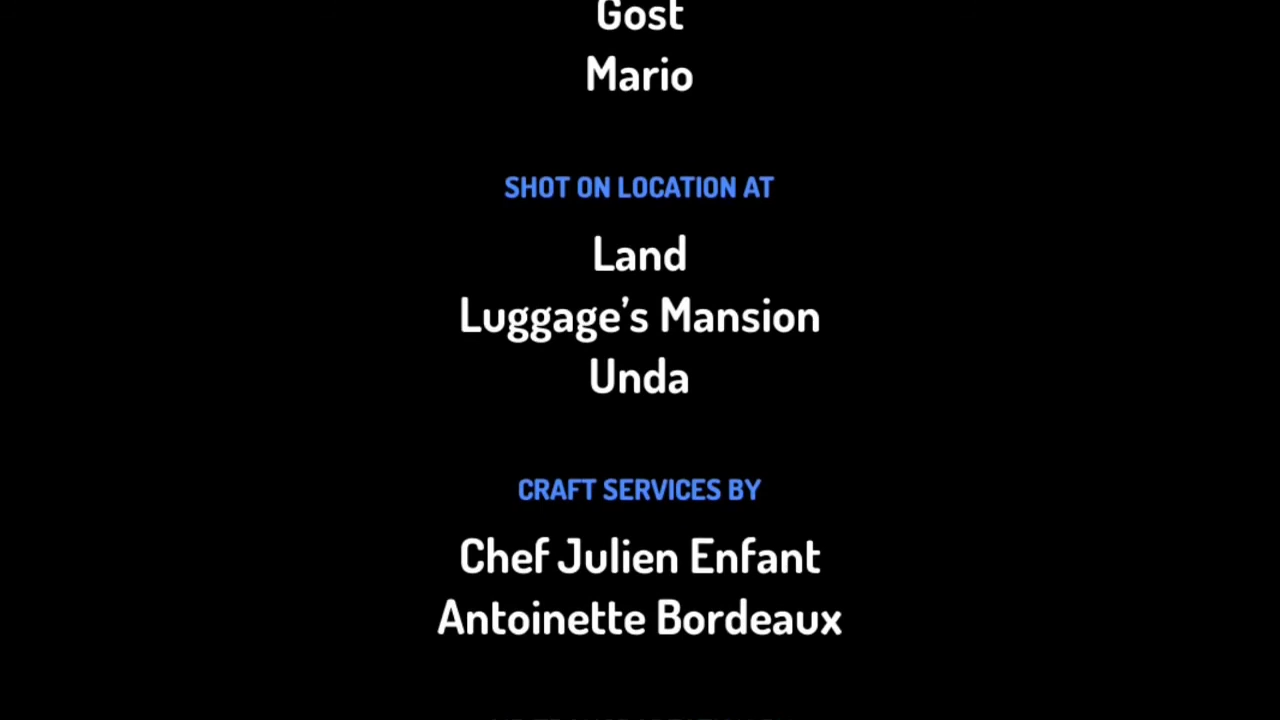 Gost
Mario
SHOT ON LOCATION AT
Land
Luggage’s Mansion
Unda
CRAFT SERVICES BY
Chef Julien Enfant
Antoinette Bordeaux